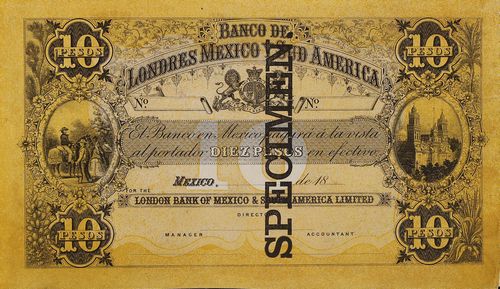 10 PESOS
BANCO DE
LONDRES MEXICO SUD AMERICA
10 PESOS
No
No
El Banco en Mexico pagará á la vista
al portador DIEZ PESOS en efectivo.
MEXICO. de 18
FOR THE
LONDON BANK OF MEXICO & AMERICA LIMITED
DIRECTOR
MANAGER
ACCOUNTANT
10 PESOS
10 PESOS
SPECIMEN.